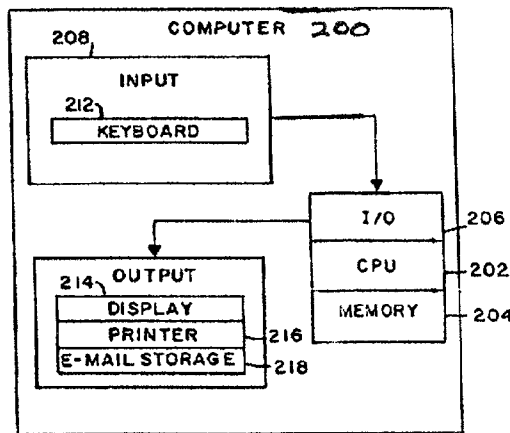 COMPUTER 200
208
INPUT
212
KEYBOARD
I/O
206
CPU
202
MEMORY
204
OUTPUT
214
DISPLAY
PRINTER
216
E-MAIL STORAGE
218